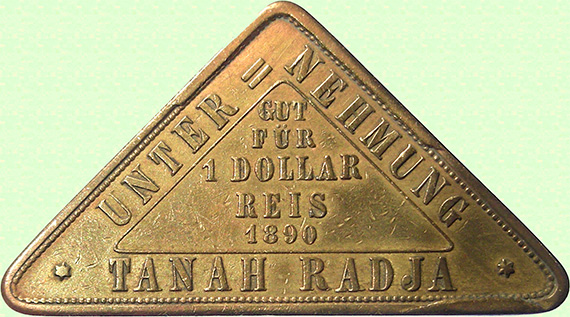 UNTER = NEHMUNG
GUT
FÜR
1 DOLLAR
REIS
1890
TANAH RADJA